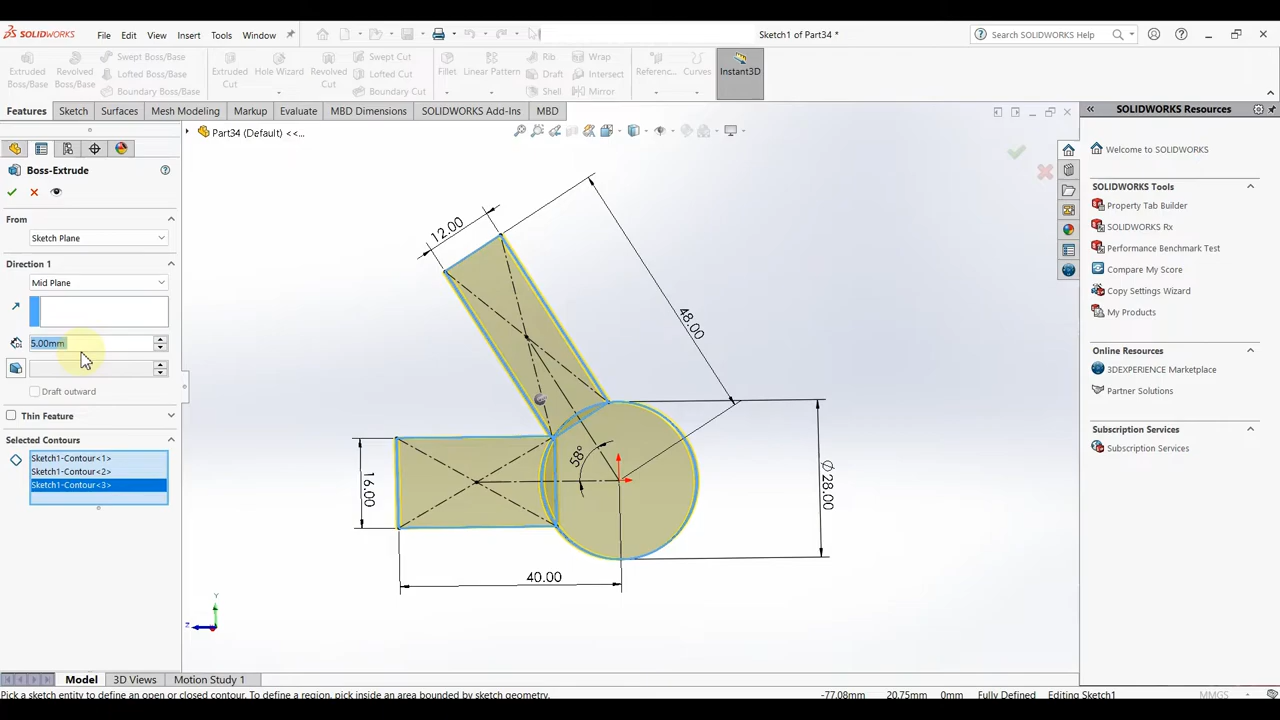 SOLIDWORKS File Edit View Insert Tools Window Sketch1 of Part34 * Search SOLIDWORKS Help
Extruded Boss/Base Revolved Boss/Base Swept Boss/Base Lofted Boss/Base Boundary Boss/Base Extruded Cut Hole Wizard Revolved Cut Swept Cut Lofted Cut Boundary Cut Fillet Linear Pattern Rib Draft Shell Wrap Intersect Mirror Referenc... Curves Instant3D
Features Sketch Surfaces Mesh Modeling Markup Evaluate MBD Dimensions SOLIDWORKS Add-Ins MBD
SOLIDWORKS Resources
Part34 (Default) <<...
Boss-Extrude
From
Sketch Plane
Direction 1
Mid Plane
5.00mm
Draft outward
Thin Feature
Selected Contours
Sketch1-Contour<1>
Sketch1-Contour<2>
Sketch1-Contour<3>
12.00
48.00
58°
16.00
Ø 28.00
40.00
Y
Z
Welcome to SOLIDWORKS
SOLIDWORKS Tools
Property Tab Builder
SOLIDWORKS Rx
Performance Benchmark Test
Compare My Score
Copy Settings Wizard
My Products
Online Resources
3DEXPERIENCE Marketplace
Partner Solutions
Subscription Services
Subscription Services
Model 3D Views Motion Study 1
Pick a sketch entity to define an open or closed contour. To define a region, pick inside an area bounded by sketch geometry. -77.08mm 20.75mm 0mm Fully Defined Editing Sketch1 MMGS